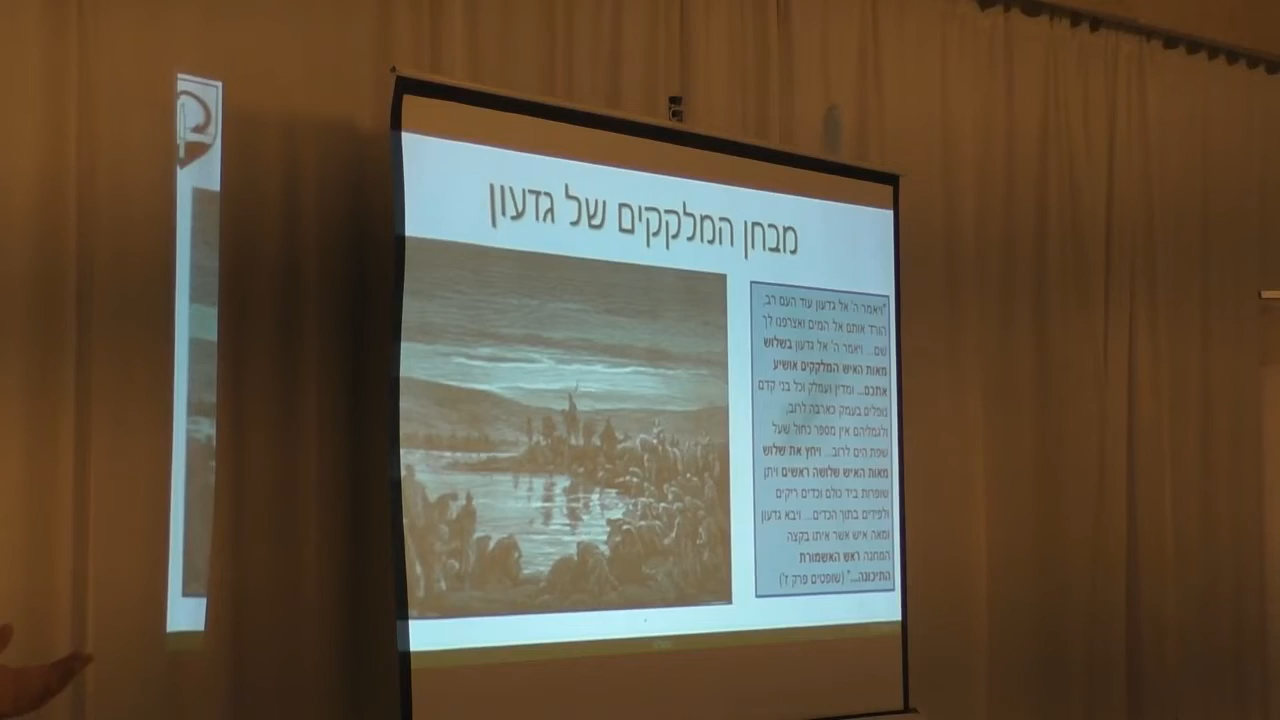 מבחן המלקקים של גדעון
"ויאמר ה' אל גדעון עוד העם רב,
הורד אותם אל המים ואצרפנו לך
שם... ויאמר ה' אל גדעון בשלוש
מאות האיש המלקקים אושיע
אתכם... ומדין ועמלק וכל בני קדם
נופלים בעמק כארבה לרוב,
ולגמליהם אין מספר כחול שעל
שפת הים לרוב... ויחץ את שלוש
מאות האיש שלושה ראשים ויתן
שופרות ביד כולם וכדים ריקים
ולפידים בתוך הכדים... ויבא גדעון
ומאה איש אשר איתו בקצה
המחנה ראש האשמורת
התיכונה..." (שופטים פרק ז')